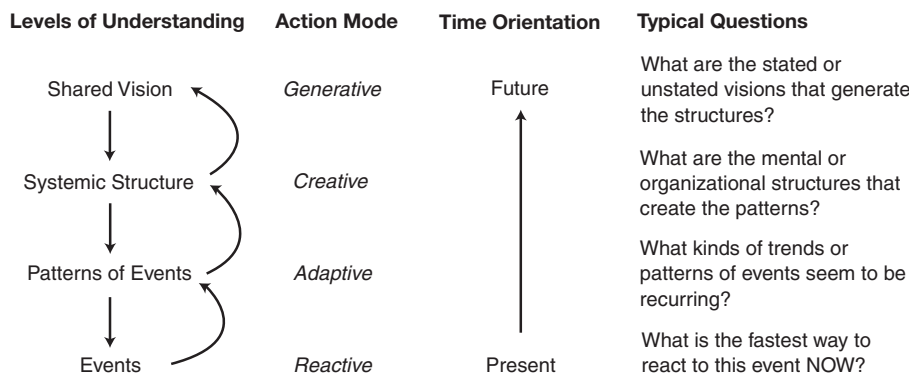 Levels of Understanding Action Mode Time Orientation Typical Questions
Shared Vision Generative Future What are the stated or
unstated visions that generate
the structures?
Systemic Structure Creative What are the mental or
organizational structures that
create the patterns?
Patterns of Events Adaptive What kinds of trends or
patterns of events seem to be
recurring?
Events Reactive Present What is the fastest way to
react to this event NOW?